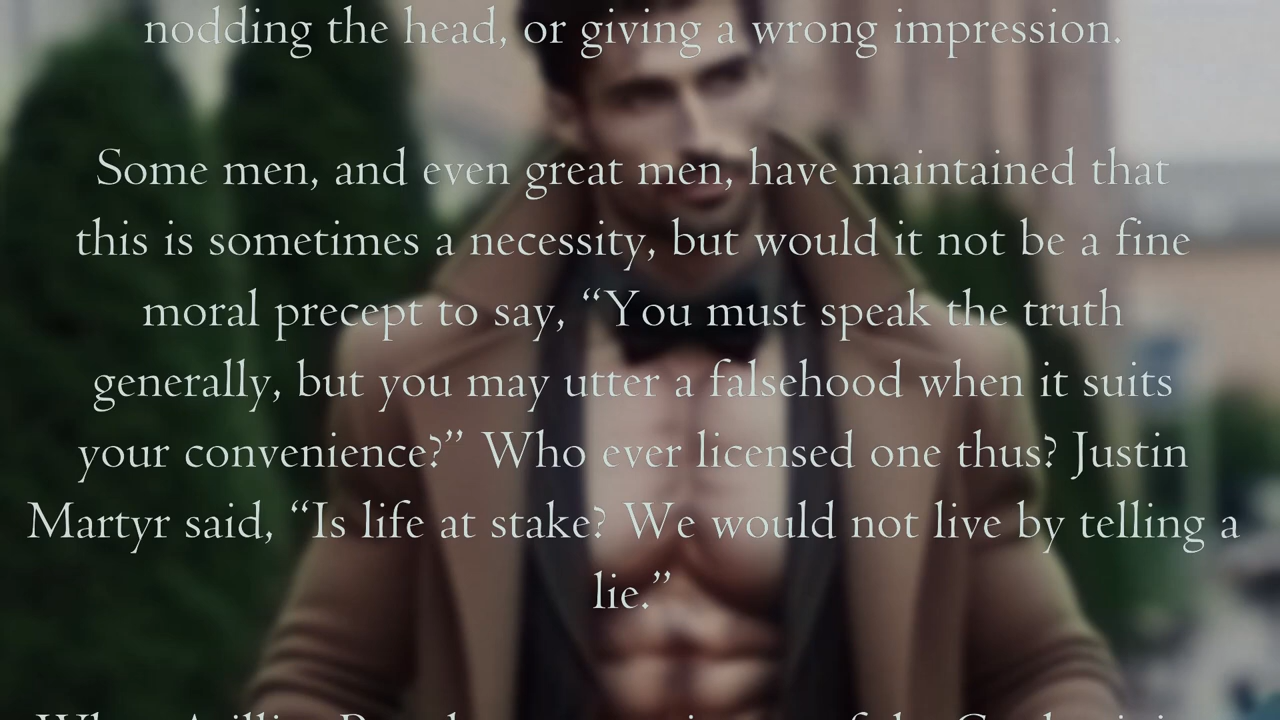 nodding the head, or giving a wrong impression.
Some men, and even great men, have maintained that
this is sometimes a necessity, but would it not be a fine
moral precept to say, “You must speak the truth
generally, but you may utter a falsehood when it suits
your convenience?” Who ever licensed one thus? Justin
Martyr said, “Is life at stake? We would not live by telling a
lie.”